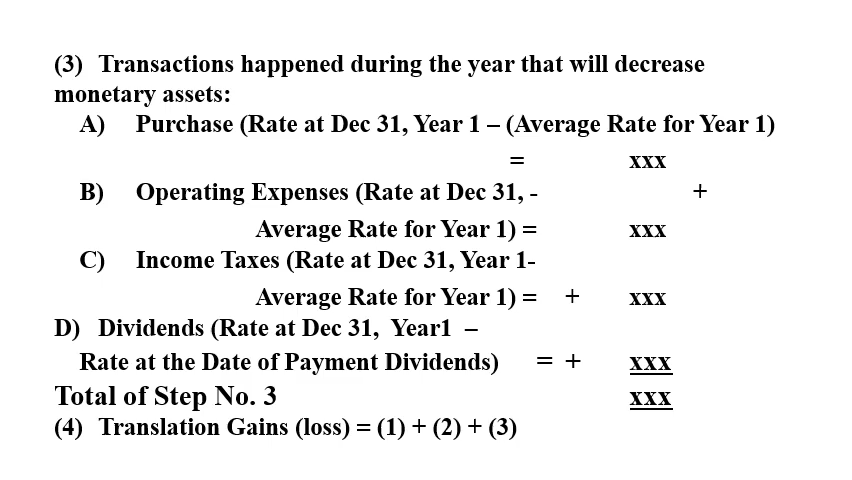 (3) Transactions happened during the year that will decrease
monetary assets:
A) Purchase (Rate at Dec 31, Year 1 – (Average Rate for Year 1)
= xxx
B) Operating Expenses (Rate at Dec 31, - +
Average Rate for Year 1) = xxx
C) Income Taxes (Rate at Dec 31, Year 1-
Average Rate for Year 1) = + xxx
D) Dividends (Rate at Dec 31, Year1 –
Rate at the Date of Payment Dividends) = + xxx
Total of Step No. 3 xxx
(4) Translation Gains (loss) = (1) + (2) + (3)